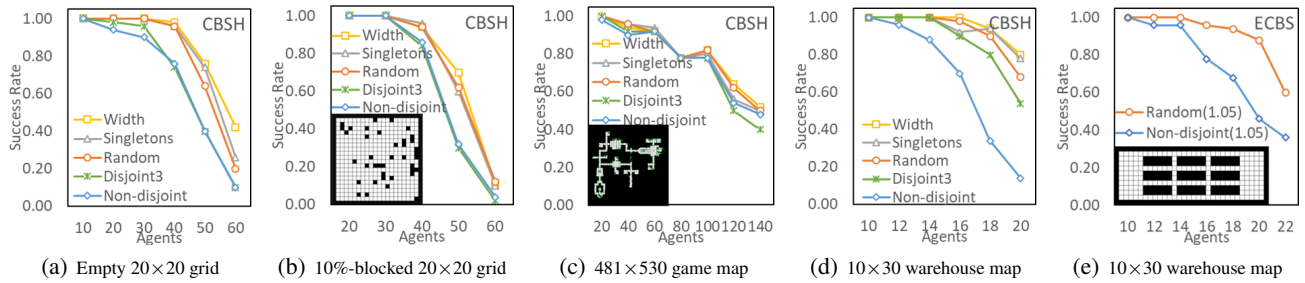 CBSH
1.00
0.80
0.60
0.40
0.20
0.00
Success Rate
Width
Singletons
Random
Disjoint3
Non-disjoint
10 20 30 40 50 60
Agents
(a) Empty 20×20 grid
CBSH
1.00
0.80
0.60
0.40
0.20
0.00
Success Rate
Width
Singletons
Random
Disjoint3
Non-disjoint
20 30 40 50 60
Agents
(b) 10%-blocked 20×20 grid
CBSH
1.00
0.80
0.60
0.40
0.20
0.00
Success Rate
Width
Singletons
Random
Disjoint3
Non-disjoint
20 40 60 80 100 120 140
Agents
(c) 481×530 game map
CBSH
1.00
0.80
0.60
0.40
0.20
0.00
Success Rate
Width
Singletons
Random
Disjoint3
Non-disjoint
10 12 14 16 18 20
Agents
(d) 10×30 warehouse map
ECBS
1.00
0.80
0.60
0.40
0.20
0.00
Success Rate
Random(1.05)
Non-disjoint(1.05)
10 12 14 16 18 20 22
Agents
(e) 10×30 warehouse map